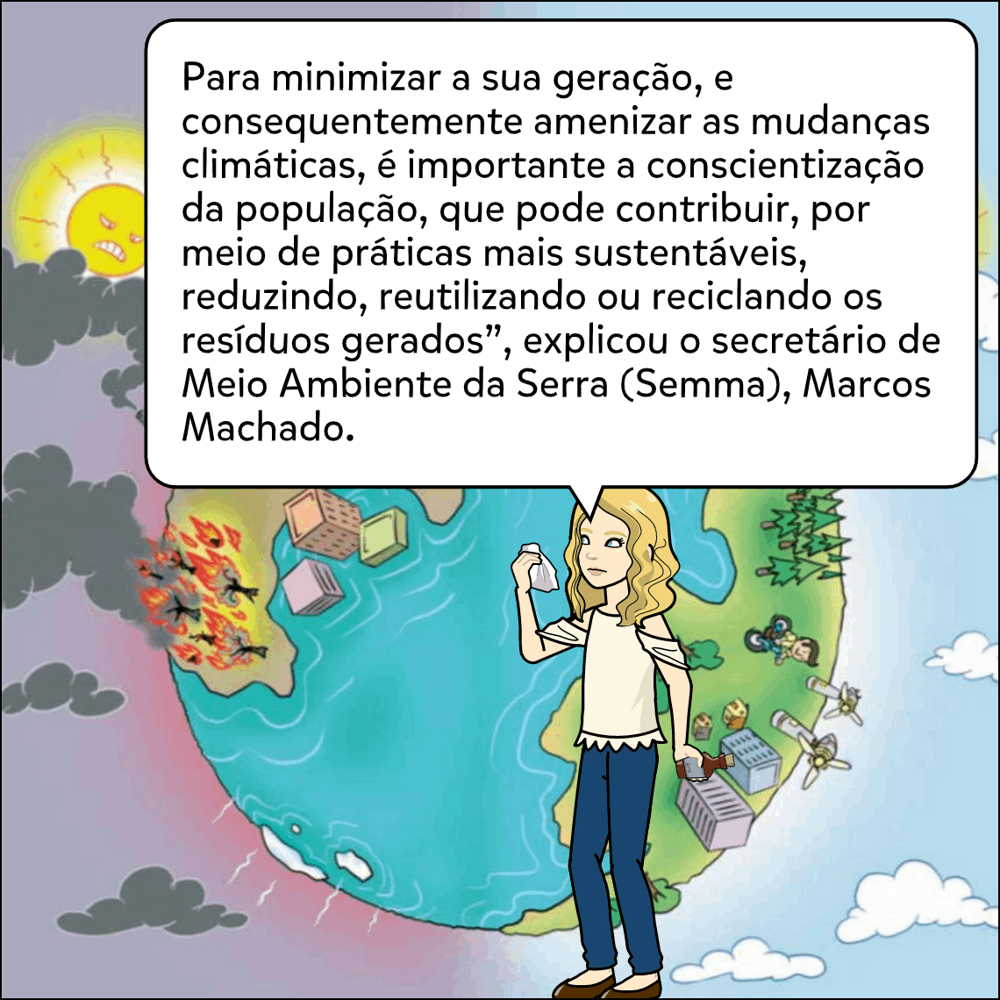 Para minimizar a sua geração, e
consequentemente amenizar as mudanças
climáticas, é importante a conscientização
da população, que pode contribuir, por
meio de práticas mais sustentáveis,
reduzindo, reutilizando ou reciclando os
resíduos gerados”, explicou o secretário de
Meio Ambiente da Serra (Semma), Marcos
Machado.